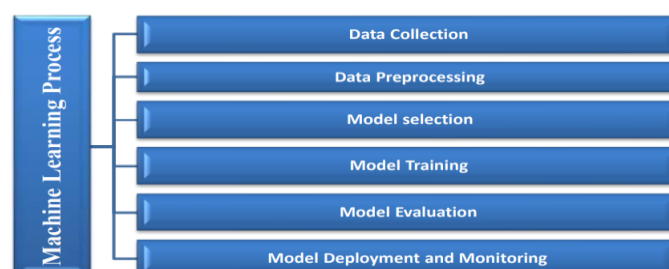 Machine Learning Process
Data Collection
Data Preprocessing
Model selection
Model Training
Model Evaluation
Model Deployment and Monitoring